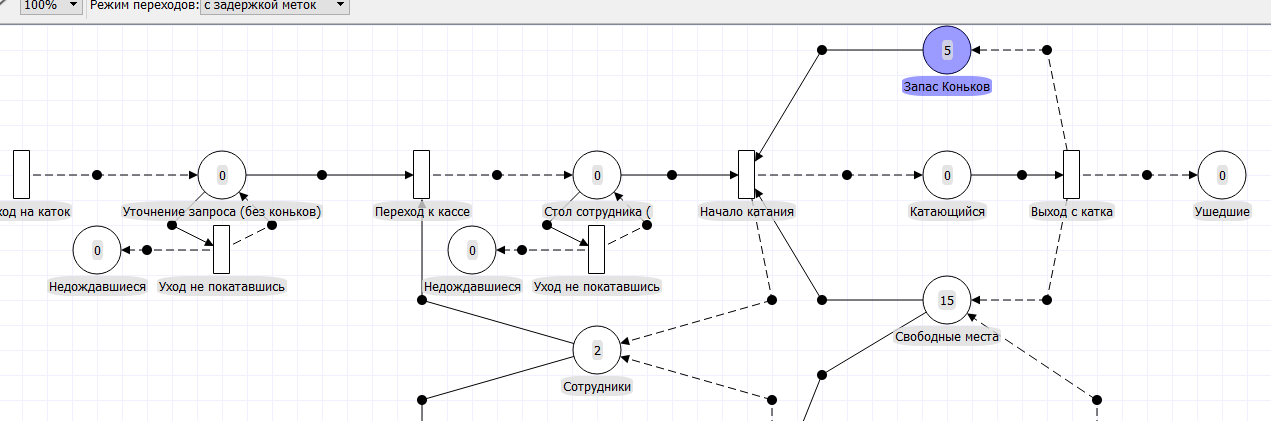 100% Режим переходов: с задержкой меток
5
Запас Коньков
0 0 0 0
ход на каток Уточнение запроса (без коньков) Переход к кассе Стол сотрудника ( Начало катания Катающийся Выход с катка Ушедшие
0 0
Недождавшиеся Уход не покатавшись Недождавшиеся Уход не покатавшись
15
Свободные места
2
Сотрудники